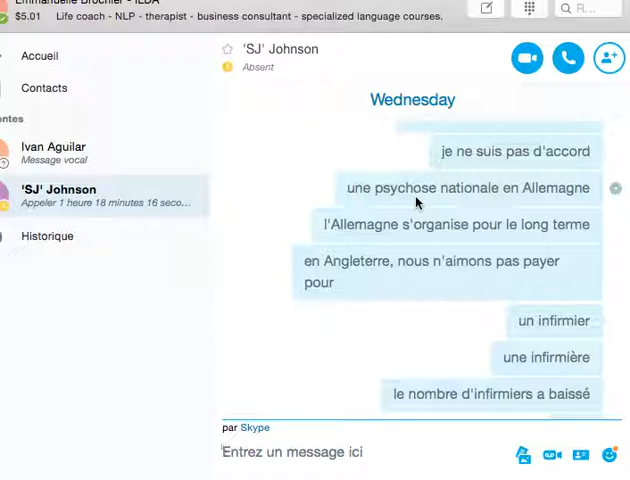 Emmanuelle Brochier - ILDA
$5.01 Life coach - NLP - therapist - business consultant - specialized language courses.
Accueil
Contacts
entes
Ivan Aguilar
Message vocal
'SJ' Johnson
Appeler 1 heure 18 minutes 16 seco...
Historique
'SJ' Johnson
Absent
Wednesday
je ne suis pas d'accord
une psychose nationale en Allemagne
l'Allemagne s'organise pour le long terme
en Angleterre, nous n'aimons pas payer
pour
un infirmier
une infirmière
le nombre d'infirmiers a baissé
par Skype
Entrez un message ici